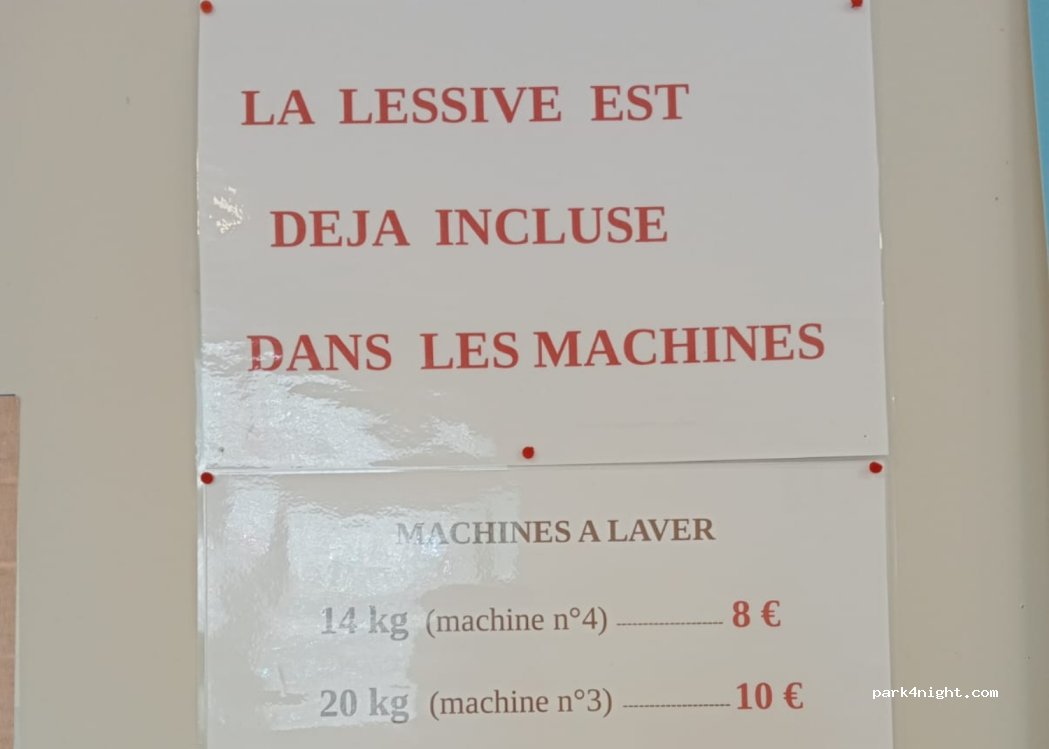 LA LESSIVE EST
DEJA INCLUSE
DANS LES MACHINES
MACHINES A LAVER
14 kg (machine n°4) ---------------------- 8 €
20 kg (machine n°3) ---------------------- 10 €
park4night.com